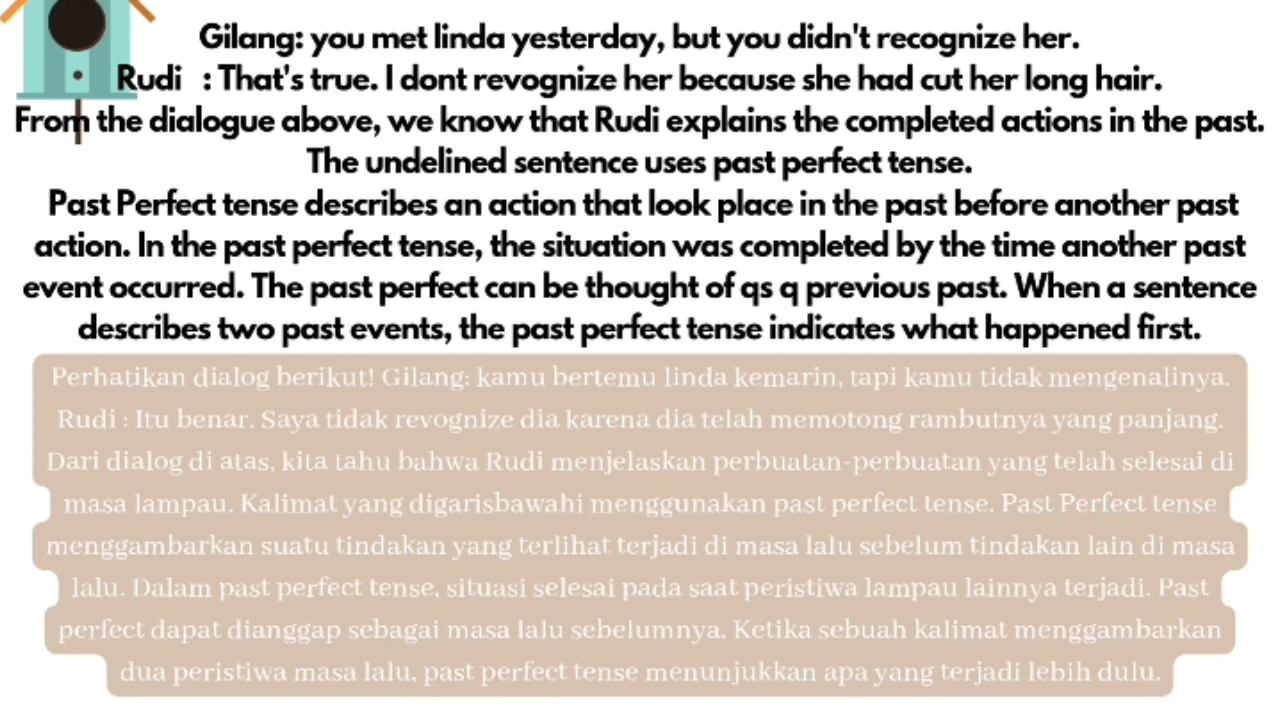 Gilang: you met linda yesterday, but you didn't recognize her.
Rudi : That's true. I dont revognize her because she had cut her long hair.
From the dialogue above, we know that Rudi explains the completed actions in the past.
The undelined sentence uses past perfect tense.
Past Perfect tense describes an action that look place in the past before another past
action. In the past perfect tense, the situation was completed by the time another past
event occurred. The past perfect can be thought of qs q previous past. When a sentence
describes two past events, the past perfect tense indicates what happened first.
Perhatikan dialog berikut! Gilang: kamu bertemu linda kemarin, tapi kamu tidak mengenalinya.
Rudi : Itu benar. Saya tidak revognize dia karena dia telah memotong rambutnya yang panjang.
Dari dialog di atas, kita tahu bahwa Rudi menjelaskan perbuatan-perbuatan yang telah selesai di
masa lampau. Kalimat yang digarisbawahi menggunakan past perfect tense. Past Perfect tense
menggambarkan suatu tindakan yang terlihat terjadi di masa lalu sebelum tindakan lain di masa
lalu. Dalam past perfect tense, situasi selesai pada saat peristiwa lampau lainnya terjadi. Past
perfect dapat dianggap sebagai masa lalu sebelumnya. Ketika sebuah kalimat menggambarkan
dua peristiwa masa lalu, past perfect tense menunjukkan apa yang terjadi lebih dulu.